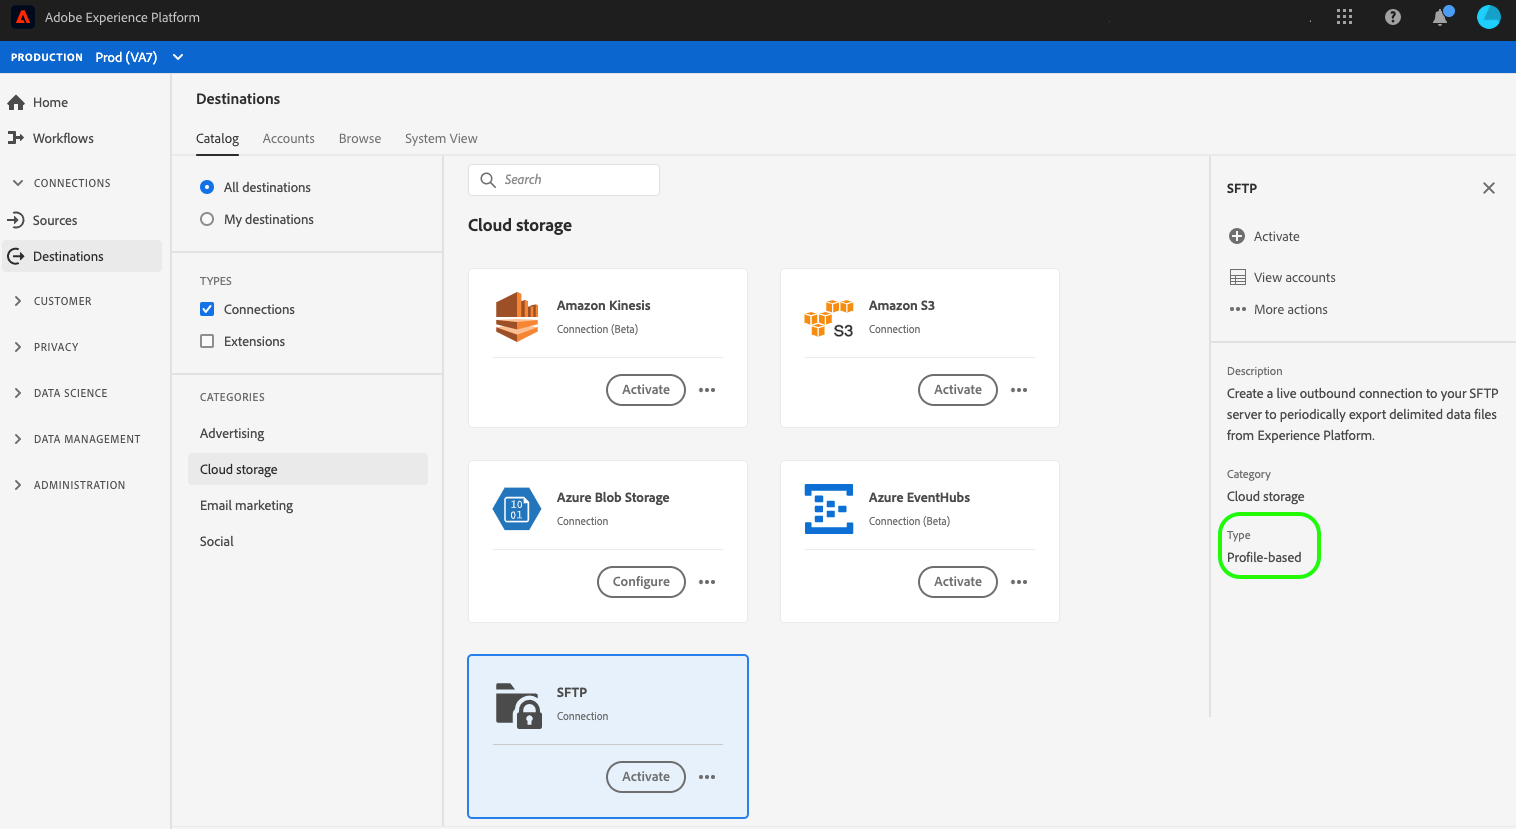 Adobe Experience Platform
PRODUCTION Prod (VA7)
Home
Workflows
CONNECTIONS
Sources
Destinations
CUSTOMER
PRIVACY
DATA SCIENCE
DATA MANAGEMENT
ADMINISTRATION
Destinations
Catalog Accounts Browse System View
All destinations
My destinations
TYPES
Connections
Extensions
CATEGORIES
Advertising
Cloud storage
Email marketing
Social
Search
Cloud storage
Amazon Kinesis
Connection (Beta)
Activate
S3
Amazon S3
Connection
Activate
10
01
Azure Blob Storage
Connection
Configure
Azure EventHubs
Connection (Beta)
Activate
SFTP
Connection
Activate
SFTP
Activate
View accounts
More actions
Description
Create a live outbound connection to your SFTP
server to periodically export delimited data files
from Experience Platform.
Category
Cloud storage
Type
Profile-based